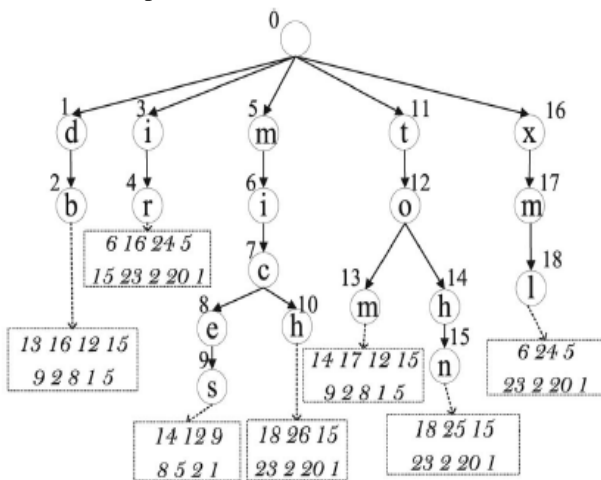 0
1 3 5 11 16
d i m t x
2 4 6 12 17
b r i o m
6 16 24 5
15 23 2 20 1
7
c
13 14 18
m h l
8 10
e h
15
n
9
s
13 16 12 15
9 2 8 1 5
14 17 12 15
9 2 8 1 5
6 24 5
23 2 20 1
14 12 9
8 5 2 1
18 26 15
23 2 20 1
18 25 15
23 2 20 1